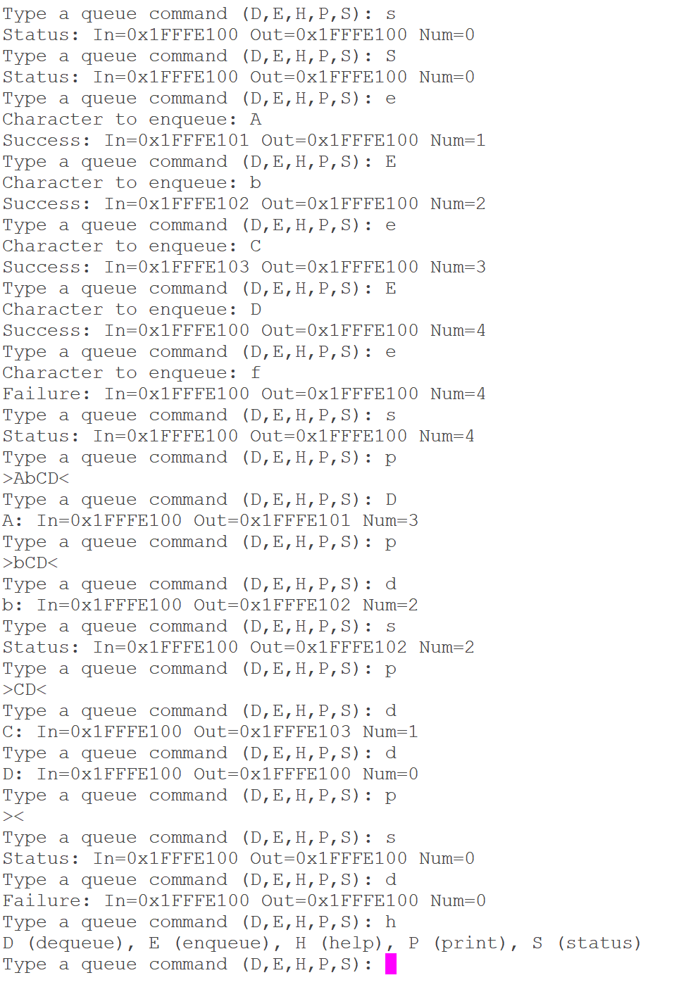 Type a queue command (D,E,H,P,S): s
Status: In=0x1FFFE100 Out=0x1FFFE100 Num=0
Type a queue command (D,E,H,P,S): S
Status: In=0x1FFFE100 Out=0x1FFFE100 Num=0
Type a queue command (D,E,H,P,S): e
Character to enqueue: A
Success: In=0x1FFFE101 Out=0x1FFFE100 Num=1
Type a queue command (D,E,H,P,S): E
Character to enqueue: b
Success: In=0x1FFFE102 Out=0x1FFFE100 Num=2
Type a queue command (D,E,H,P,S): e
Character to enqueue: C
Success: In=0x1FFFE103 Out=0x1FFFE100 Num=3
Type a queue command (D,E,H,P,S): E
Character to enqueue: D
Success: In=0x1FFFE100 Out=0x1FFFE100 Num=4
Type a queue command (D,E,H,P,S): e
Character to enqueue: f
Failure: In=0x1FFFE100 Out=0x1FFFE100 Num=4
Type a queue command (D,E,H,P,S): s
Status: In=0x1FFFE100 Out=0x1FFFE100 Num=4
Type a queue command (D,E,H,P,S): p
>AbCD<
Type a queue command (D,E,H,P,S): D
A: In=0x1FFFE100 Out=0x1FFFE101 Num=3
Type a queue command (D,E,H,P,S): p
>bCD<
Type a queue command (D,E,H,P,S): d
b: In=0x1FFFE100 Out=0x1FFFE102 Num=2
Type a queue command (D,E,H,P,S): s
Status: In=0x1FFFE100 Out=0x1FFFE102 Num=2
Type a queue command (D,E,H,P,S): p
>CD<
Type a queue command (D,E,H,P,S): d
C: In=0x1FFFE100 Out=0x1FFFE103 Num=1
Type a queue command (D,E,H,P,S): d
D: In=0x1FFFE100 Out=0x1FFFE100 Num=0
Type a queue command (D,E,H,P,S): p
><
Type a queue command (D,E,H,P,S): s
Status: In=0x1FFFE100 Out=0x1FFFE100 Num=0
Type a queue command (D,E,H,P,S): d
Failure: In=0x1FFFE100 Out=0x1FFFE100 Num=0
Type a queue command (D,E,H,P,S): h
D (dequeue), E (enqueue), H (help), P (print), S (status)
Type a queue command (D,E,H,P,S):